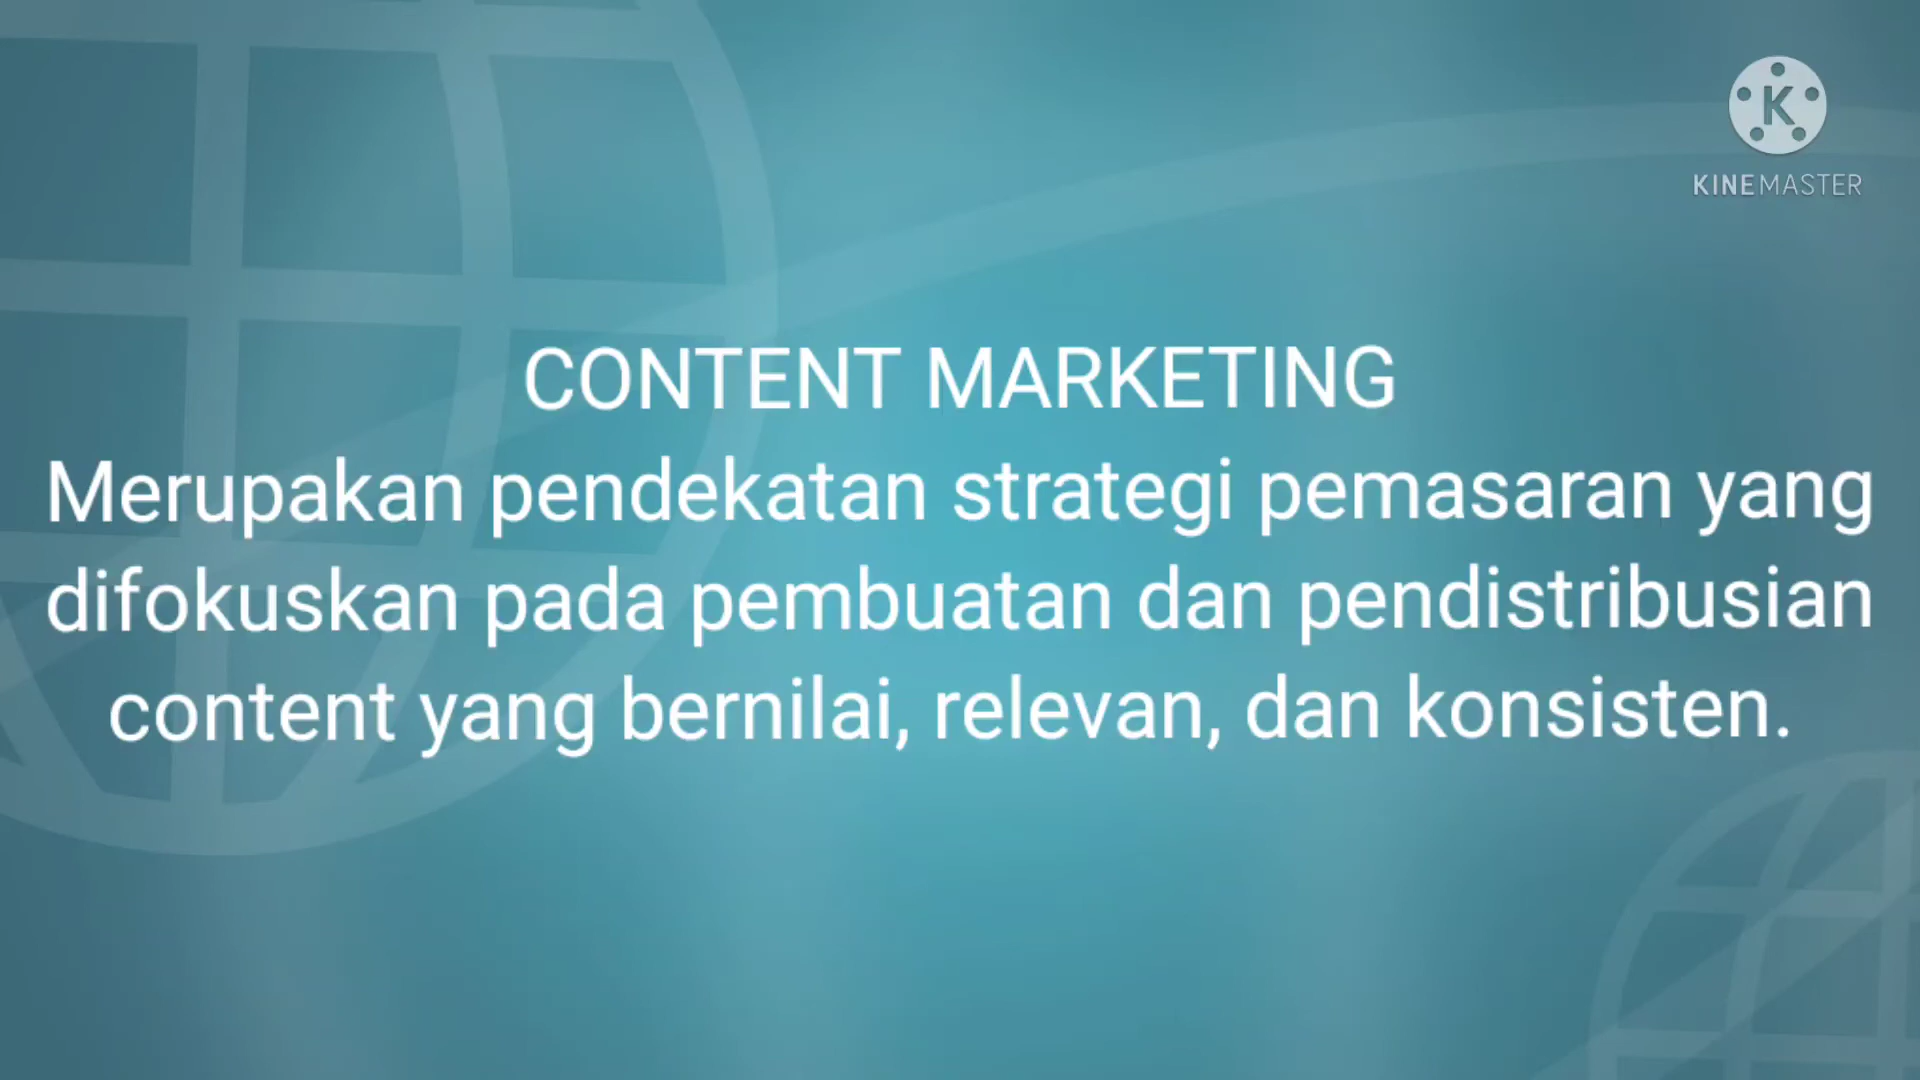 K
KINEMASTER
CONTENT MARKETING
Merupakan pendekatan strategi pemasaran yang
difokuskan pada pembuatan dan pendistribusian
content yang bernilai, relevan, dan konsisten.